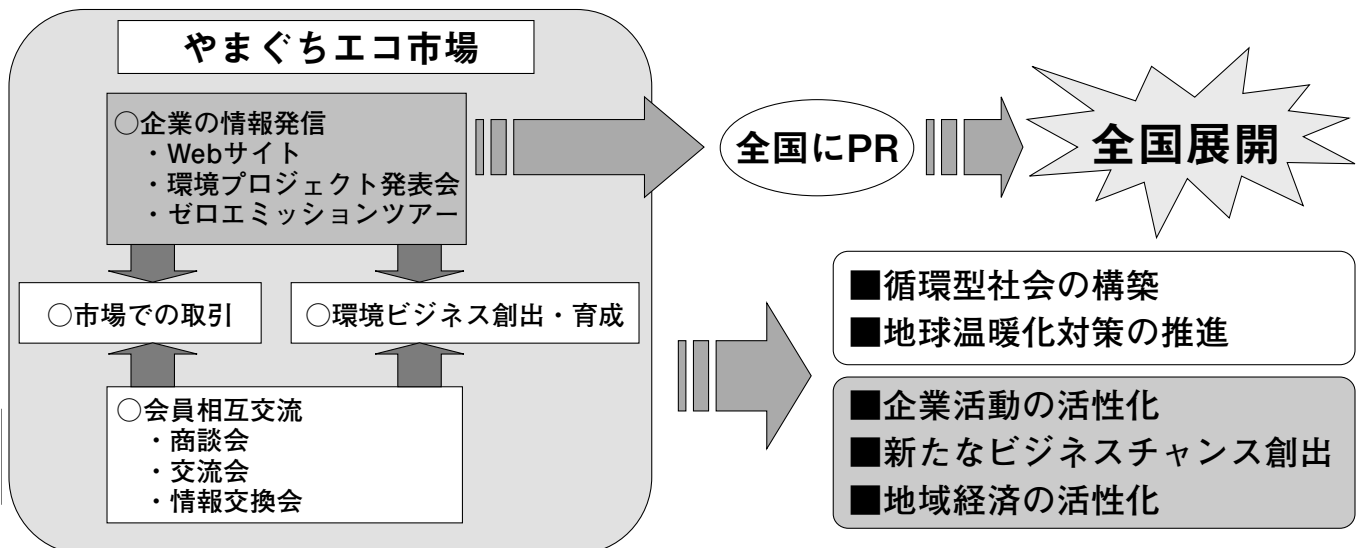 やまぐちエコ市場
○企業の情報発信
・Webサイト
・環境プロジェクト発表会
・ゼロエミッションツアー
全国にPR
全国展開
○市場での取引
○環境ビジネス創出・育成
○会員相互交流
・商談会
・交流会
・情報交換会
■循環型社会の構築
■地球温暖化対策の推進
■企業活動の活性化
■新たなビジネスチャンス創出
■地域経済の活性化